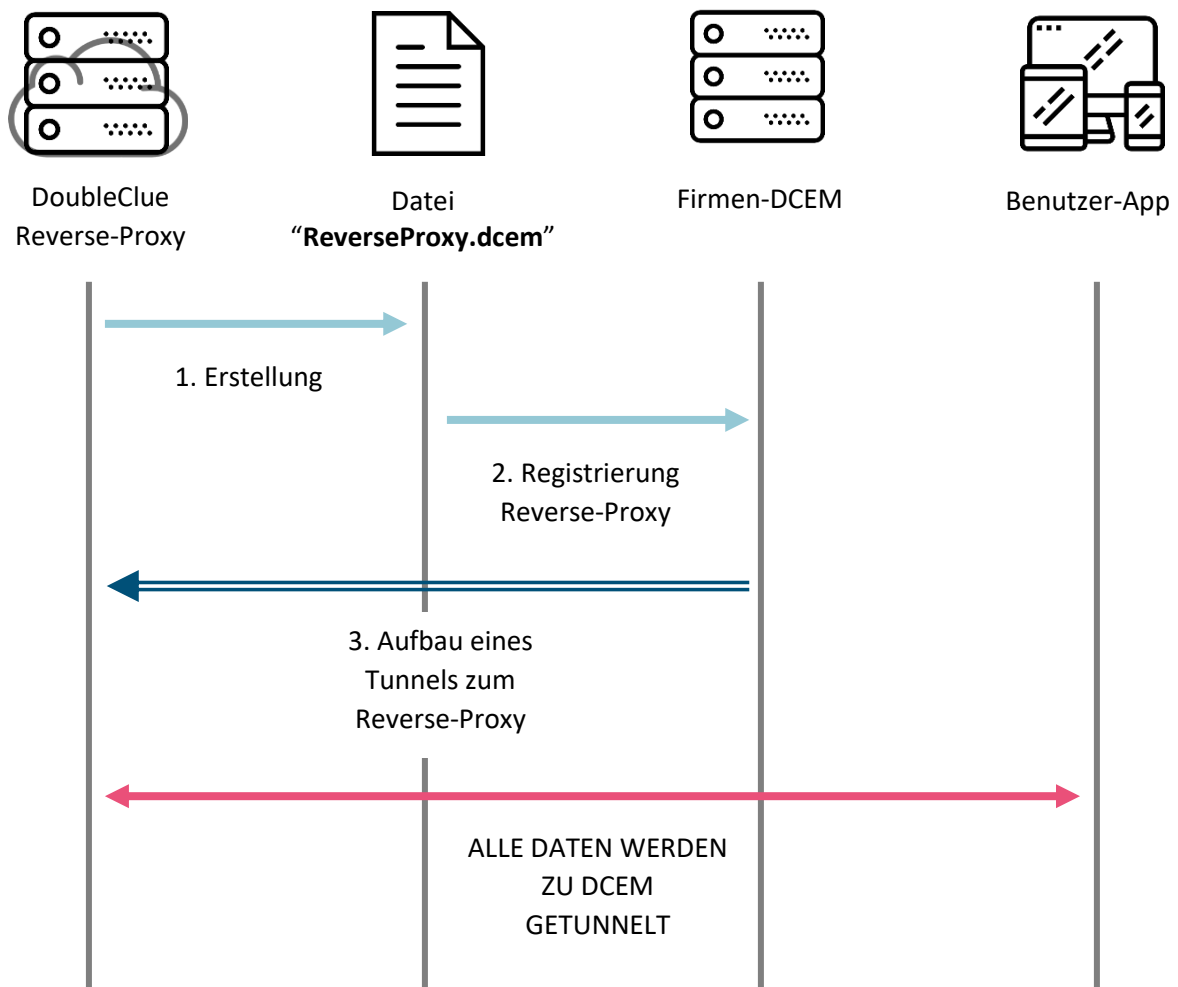 DoubleClue
Reverse-Proxy
Datei
“ReverseProxy.dcem”
Firmen-DCEM
Benutzer-App
1. Erstellung
2. Registrierung
Reverse-Proxy
3. Aufbau eines
Tunnels zum
Reverse-Proxy
ALLE DATEN WERDEN
ZU DCEM
GETUNNELT